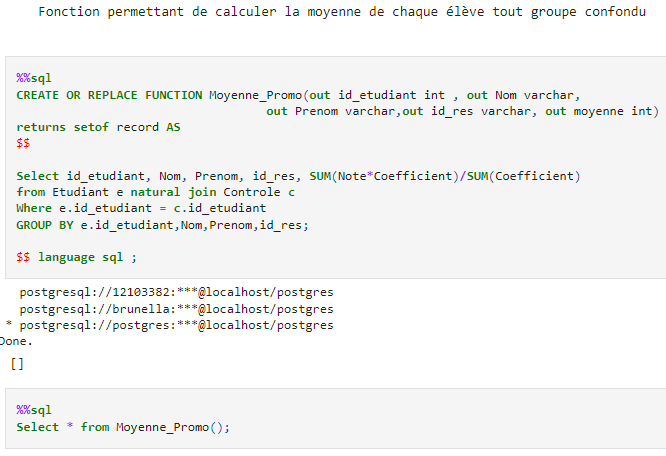 Fonction permettant de calculer la moyenne de chaque élève tout groupe confondu
%%sql
CREATE OR REPLACE FUNCTION Moyenne_Promo(out id_etudiant int , out Nom varchar,
out Prenom varchar,out id_res varchar, out moyenne int)
returns setof record AS
$$
Select id_etudiant, Nom, Prenom, id_res, SUM(Note*Coefficient)/SUM(Coefficient)
from Etudiant e natural join Controle c
Where e.id_etudiant = c.id_etudiant
GROUP BY e.id_etudiant,Nom,Prenom,id_res;
$$ language sql ;
postgresql://12103382:***@localhost/postgres
postgresql://brunella:***@localhost/postgres
* postgresql://postgres:***@localhost/postgres
Done.
[]
%%sql
Select * from Moyenne_Promo();